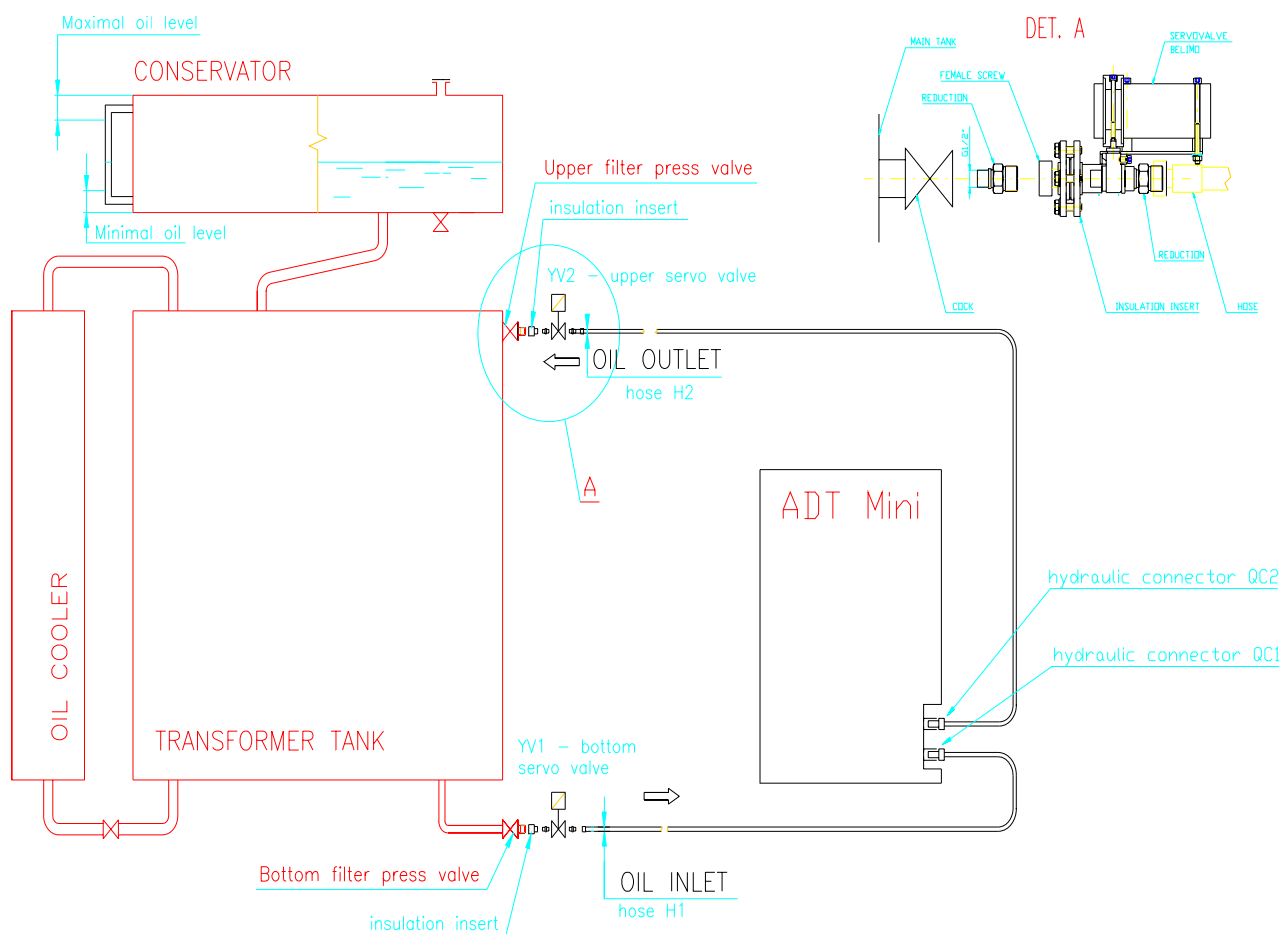 Maximal oil level
CONSERVATOR
Minimal oil level
Upper filter press valve
insulation insert
YV2 - upper servo valve
OIL OUTLET
hose H2
A
DET. A
MAIN TANK
SERVOVALVE
BELIMO
FEMALE SCREW
REDUCTION
G1/2"
REDUCTION
COCK
INSULATION INSERT
HOSE
ADT Mini
hydraulic connector QC2
hydraulic connector QC1
OIL COOLER
TRANSFORMER TANK
YV1 - bottom
servo valve
Bottom filter press valve
insulation insert
OIL INLET
hose H1